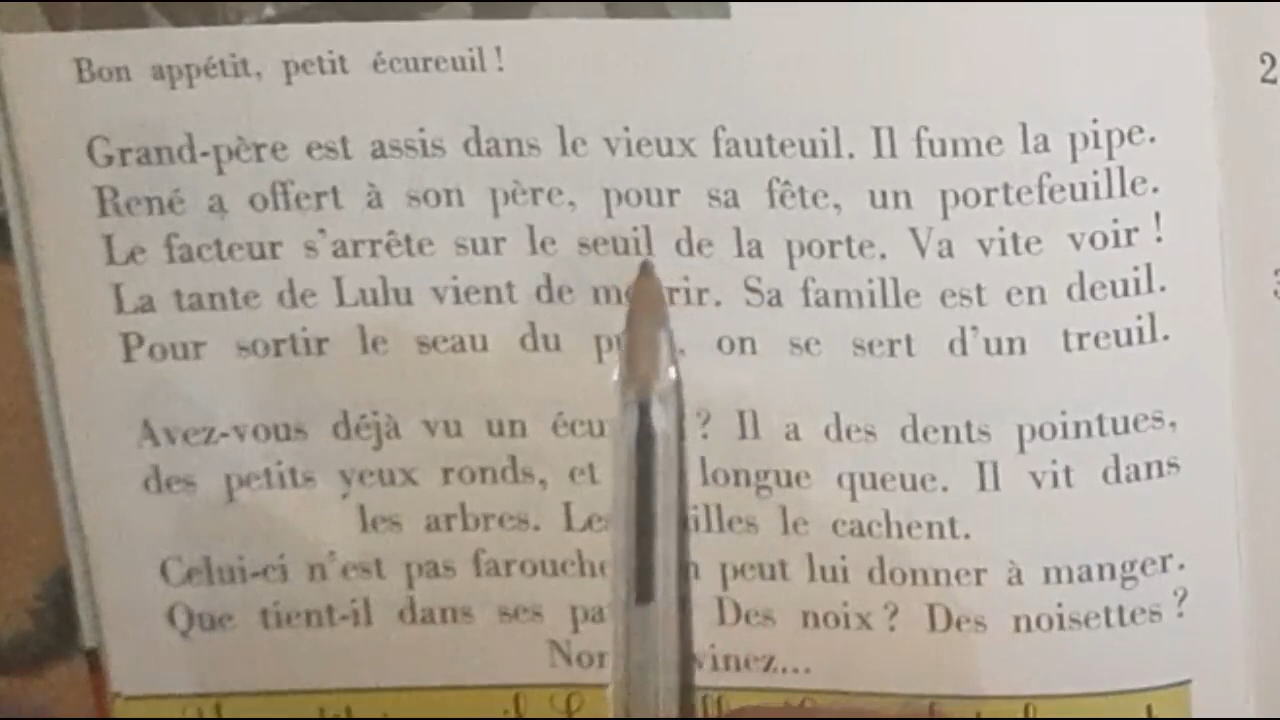 Bon appétit, petit écureuil !
2
Grand-père est assis dans le vieux fauteuil. Il fume la pipe.
René a offert à son père, pour sa fête, un portefeuille.
Le facteur s'arrête sur le seuil de la porte. Va vite voir !
La tante de Lulu vient de mourir. Sa famille est en deuil.
Pour sortir le seau du on se sert d'un treuil.
Avez-vous déjà vu un ? Il a des dents pointues,
des petits yeux ronds, et longue queue. Il vit dans
les arbres. le cachent.
Celui-ci n'est pas farouche peut lui donner à manger.
Que tient-il dans ses Des noix ? Des noisettes ?